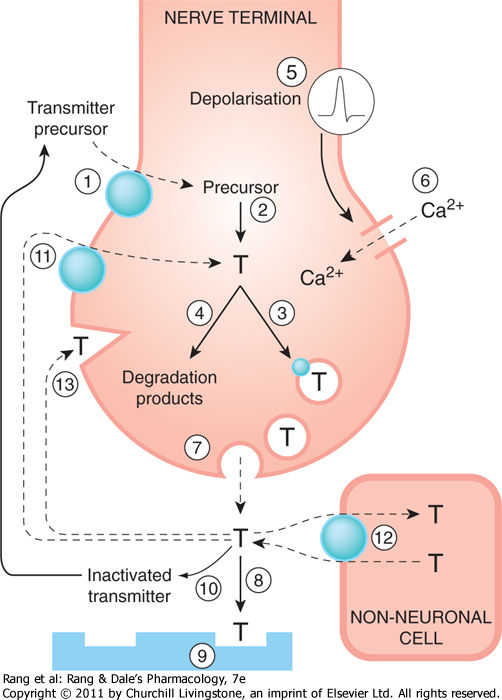 NERVE TERMINAL
5
Depolarisation
Transmitter
precursor
1
Precursor
6
Ca2+
2
11
T
Ca2+
4
3
T
13
Degradation
products
T
T
7
T
12
T
T
Inactivated
transmitter
10
8
T
9
NON-NEURONAL
CELL
Rang et al: Rang & Dale's Pharmacology, 7e
Copyright © 2011 by Churchill Livingstone, an imprint of Elsevier Ltd. All rights reserved.